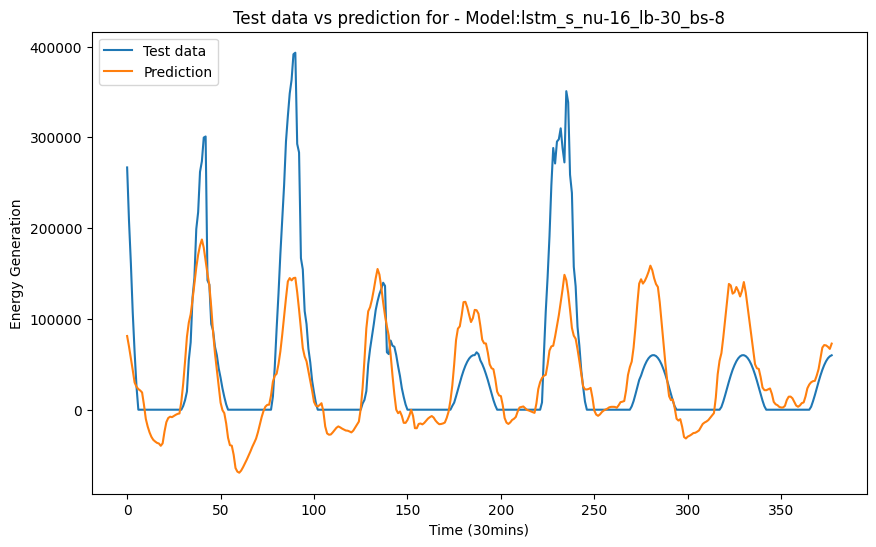 Test data vs prediction for - Model:lstm_s_nu-16_lb-30_bs-8
Test data
Prediction
400000
300000
200000
100000
0
Energy Generation
0 50 100 150 200 250 300 350
Time (30mins)